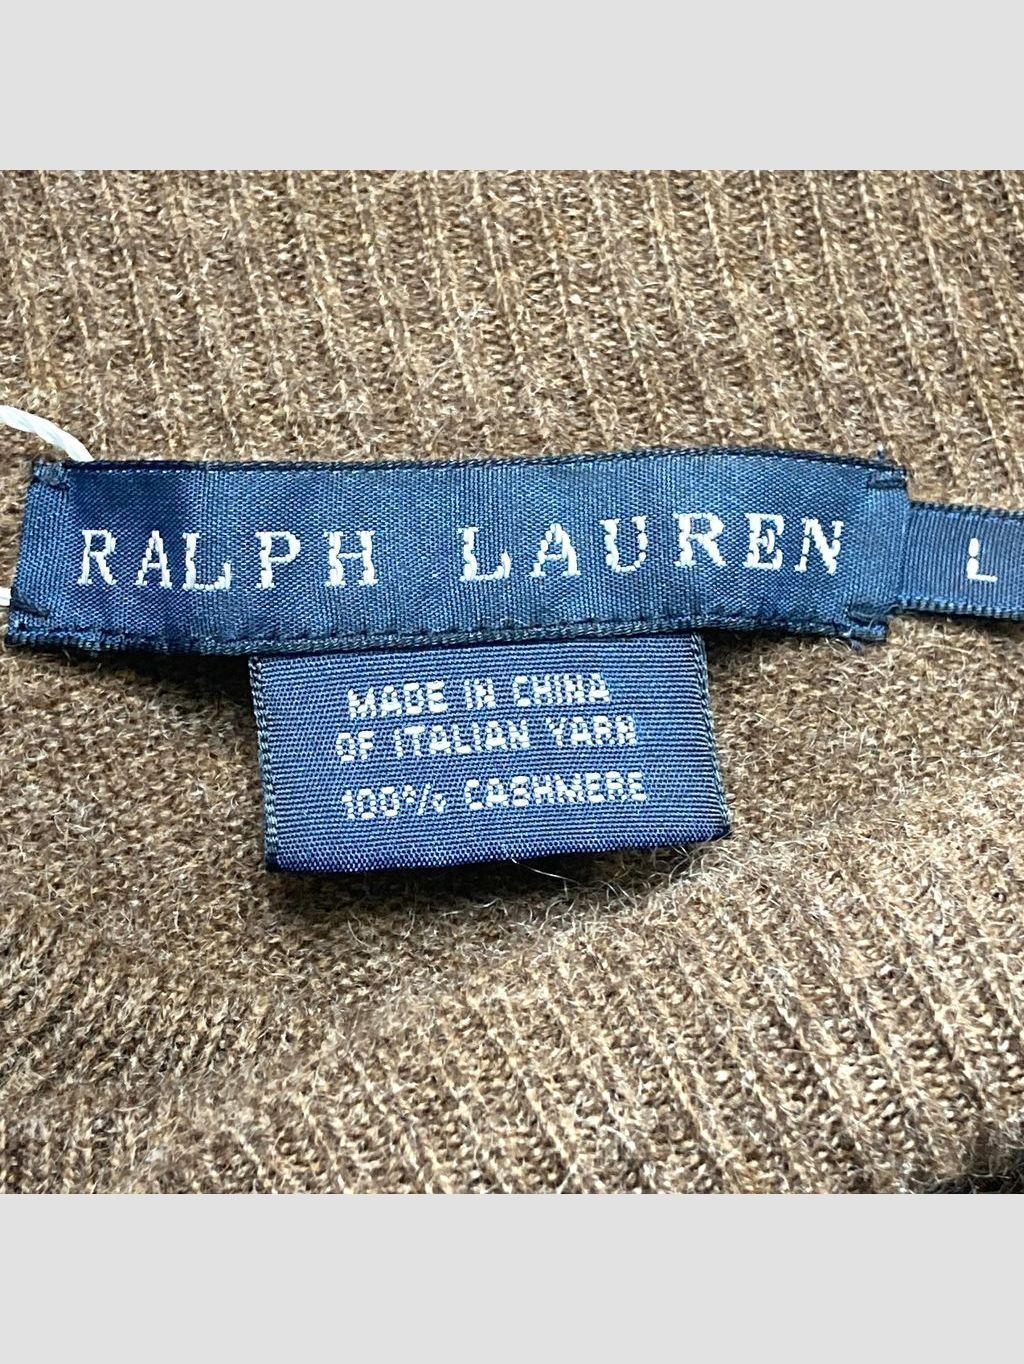 RALPH LAUREN
L
MADE IN CHINA
OF ITALIAN YARN
100% CASHMERE